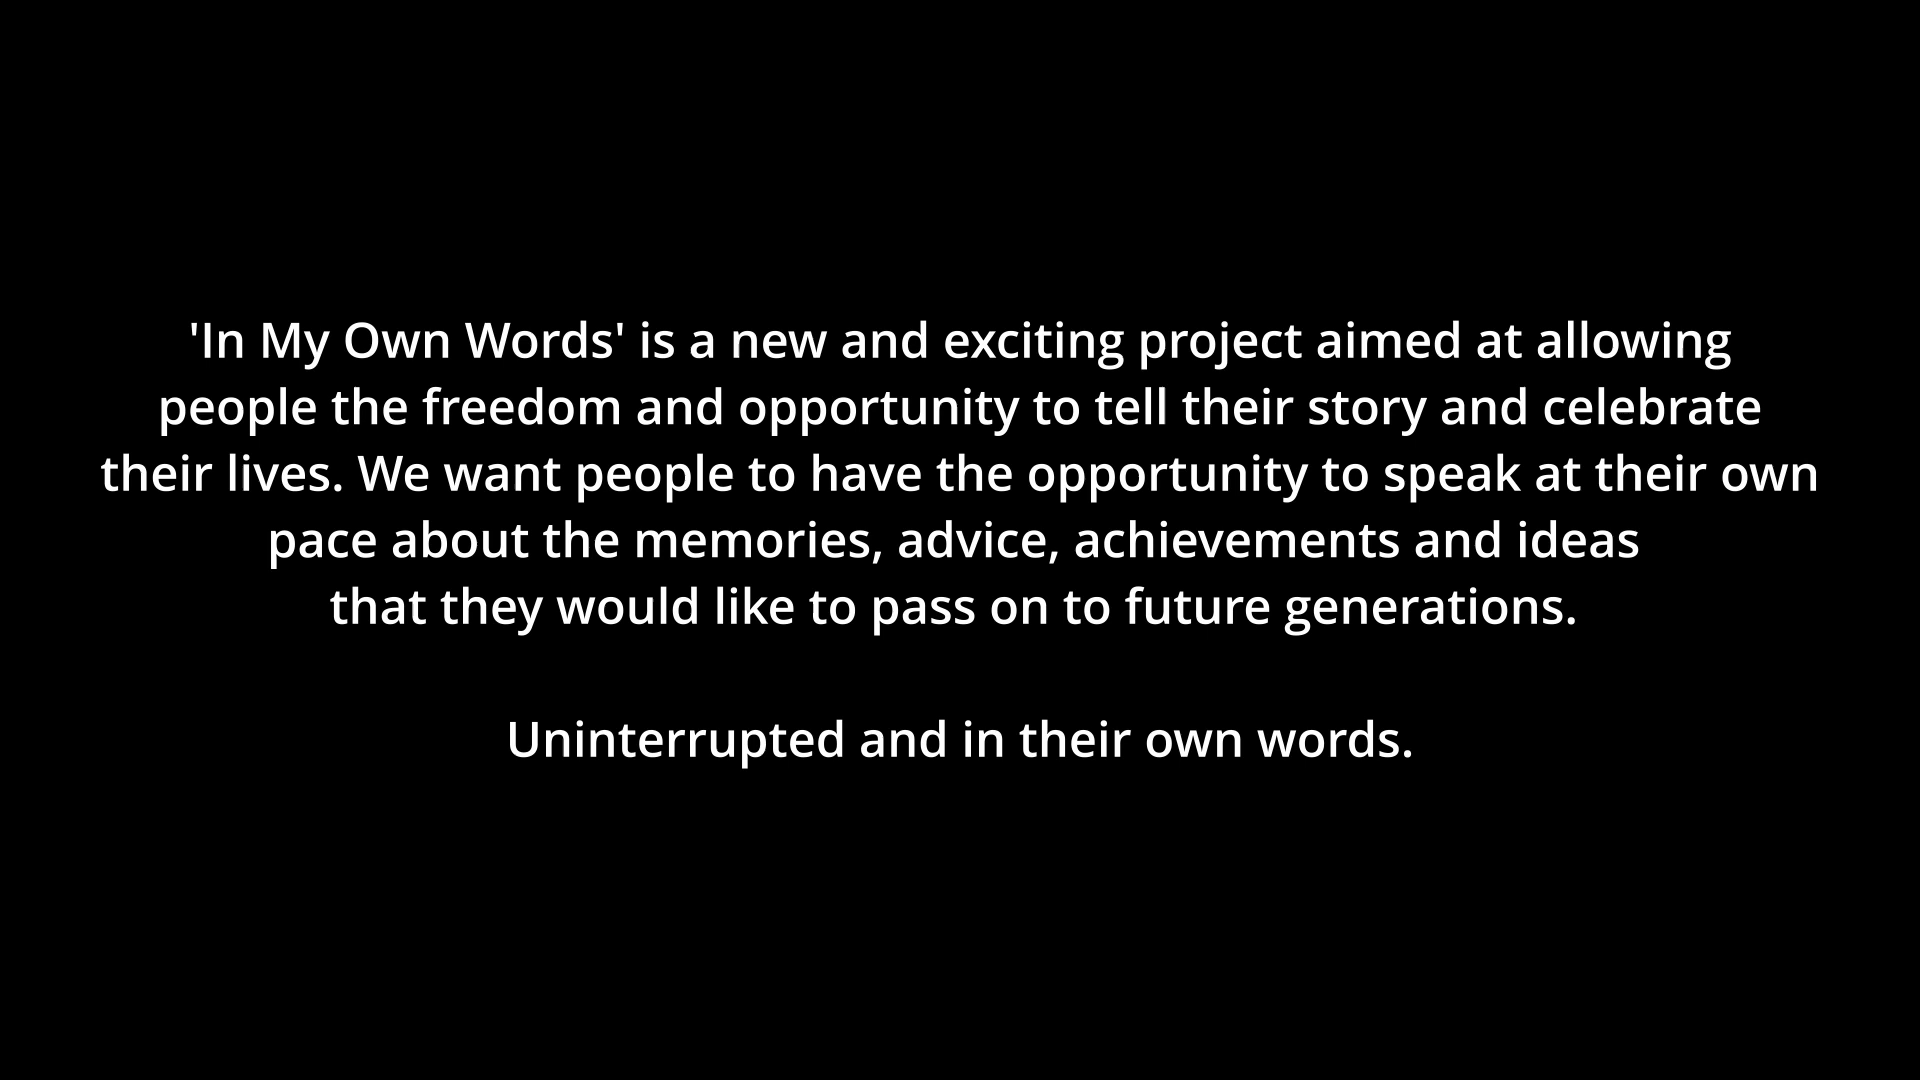 'In My Own Words' is a new and exciting project aimed at allowing
people the freedom and opportunity to tell their story and celebrate
their lives. We want people to have the opportunity to speak at their own
pace about the memories, advice, achievements and ideas
that they would like to pass on to future generations.
Uninterrupted and in their own words.